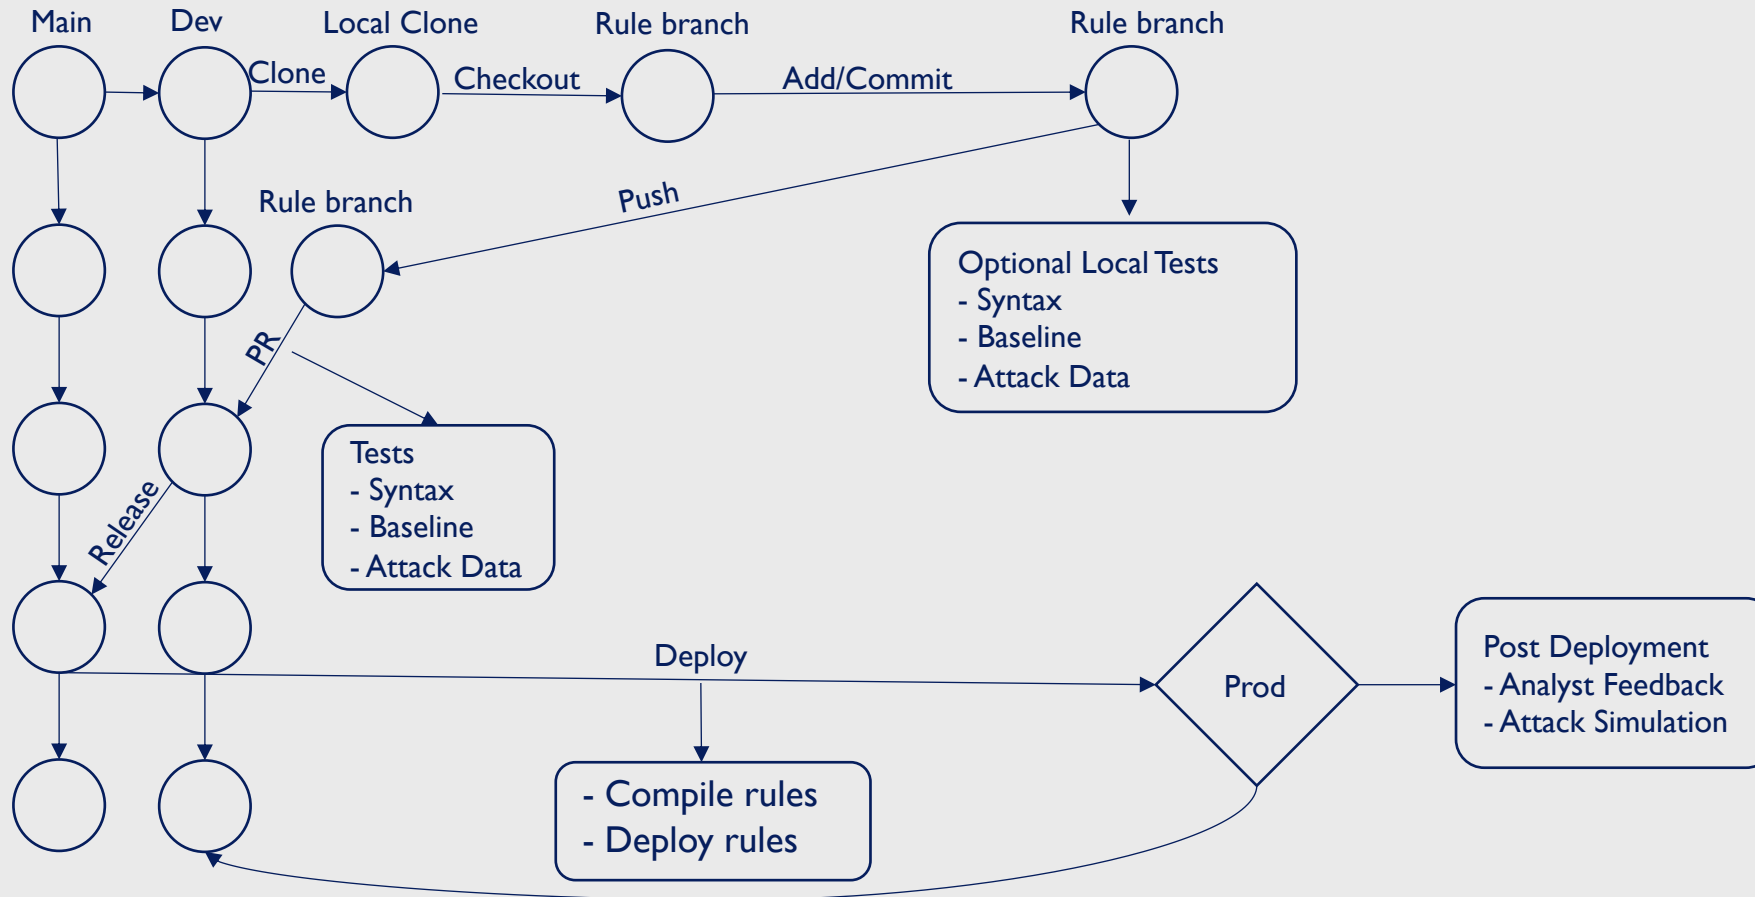 Main
Dev
Local Clone
Rule branch
Rule branch
Clone
Checkout
Add/Commit
Rule branch
Push
Optional Local Tests
- Syntax
- Baseline
- Attack Data
PR
Tests
- Syntax
- Baseline
- Attack Data
Release
Deploy
Prod
Post Deployment
- Analyst Feedback
- Attack Simulation
- Compile rules
- Deploy rules